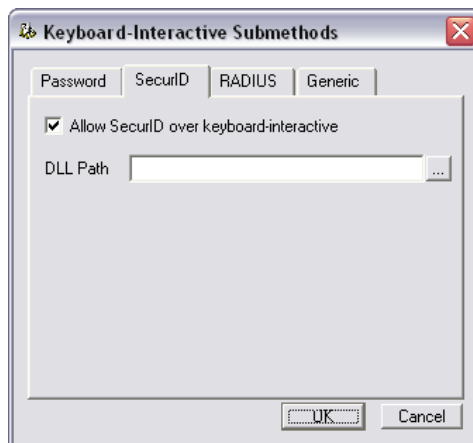 Keyboard-Interactive Submethods
Password SecurID RADIUS Generic
Allow SecurID over keyboard-interactive
DLL Path ...
OK Cancel